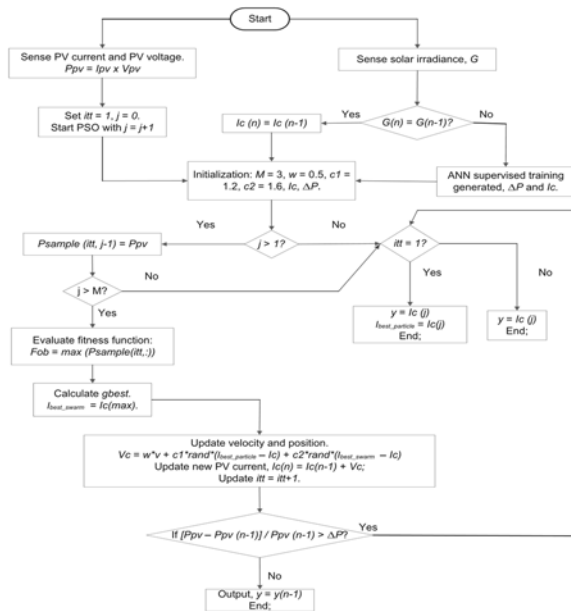 Start
Sense PV current and PV voltage.
Ppv = Ipv x Vpv
Sense solar irradiance, G
Set itt = 1, j = 0.
Start PSO with j = j+1
Ic (n) = Ic (n-1)
Yes
G(n) = G(n-1)?
No
Initialization: M = 3, w = 0.5, c1 =
1.2, c2 = 1.6, Ic, ΔP.
ANN supervised training
generated, ΔP and Ic.
Yes
No
Psample (itt, j-1) = Ppv
j > 1?
itt = 1?
No
No
j > M?
Yes
Yes
y = Ic (j)
I_best_particle = Ic(j)
End;
y = Ic (j)
End;
Evaluate fitness function:
Fob = max (Psample(itt,:))
Calculate gbest.
I_best_swarm = Ic(max).
Update velocity and position.
Vc = w*v + c1*rand*(I_best_particle – Ic) + c2*rand*(I_best_swarm – Ic)
Update new PV current, Ic(n) = Ic(n-1) + Vc;
Update itt = itt+1.
If [Ppv – Ppv (n-1)] / Ppv (n-1) > ΔP?
Yes
No
Output, y = y(n-1)
End;